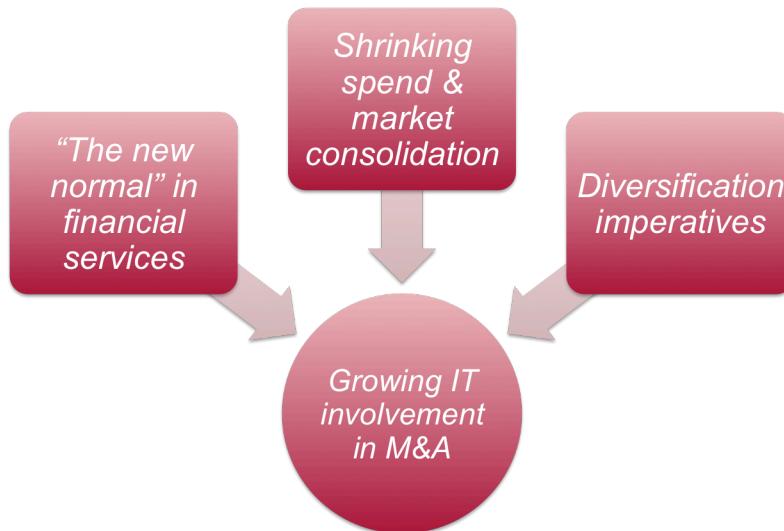 “The new
normal” in
financial
services
Shrinking
spend &
market
consolidation
Diversification
imperatives
Growing IT
involvement
in M&A